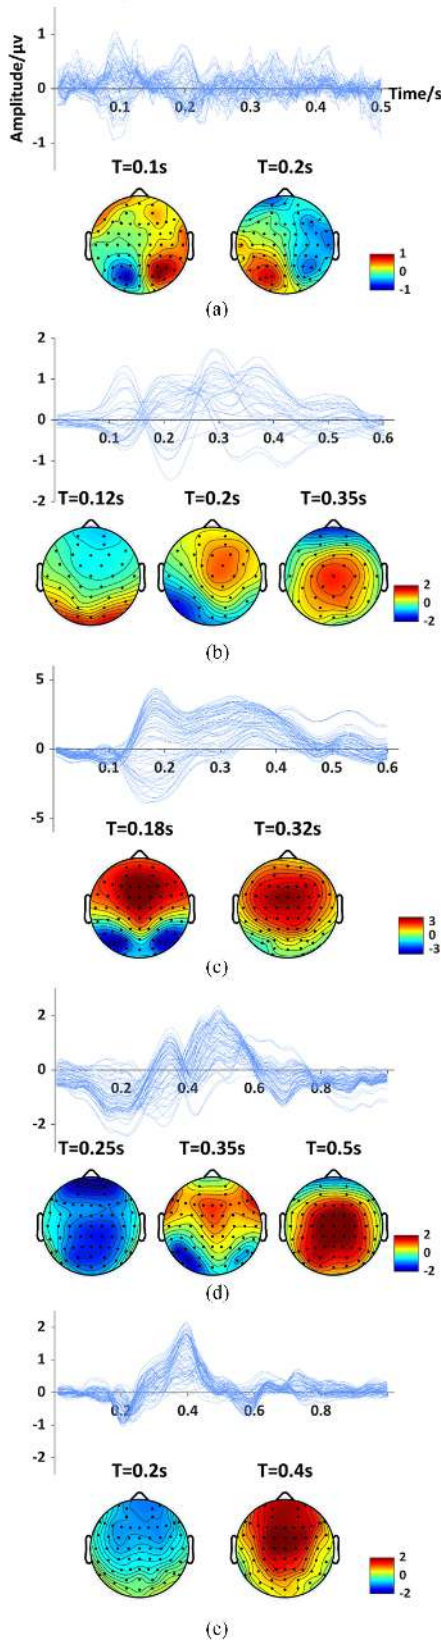 Amplitude/μv
1
0
-1
0.1 0.2 0.3 0.4 0.5
Time/s
T=0.1s T=0.2s
1
0
-1
(a)
2
1
0
-1
-2
0.1 0.2 0.3 0.4 0.5 0.6
T=0.12s T=0.2s T=0.35s
2
0
-2
(b)
5
0
-5
0.1 0.2 0.3 0.4 0.5 0.6
T=0.18s T=0.32s
3
0
-3
(c)
2
0
-2
0.2 0.4 0.6 0.8
T=0.25s T=0.35s T=0.5s
2
0
-2
(d)
2
1
0
-1
-2
0.2 0.4 0.6 0.8
T=0.2s T=0.4s
2
0
-2
(e)